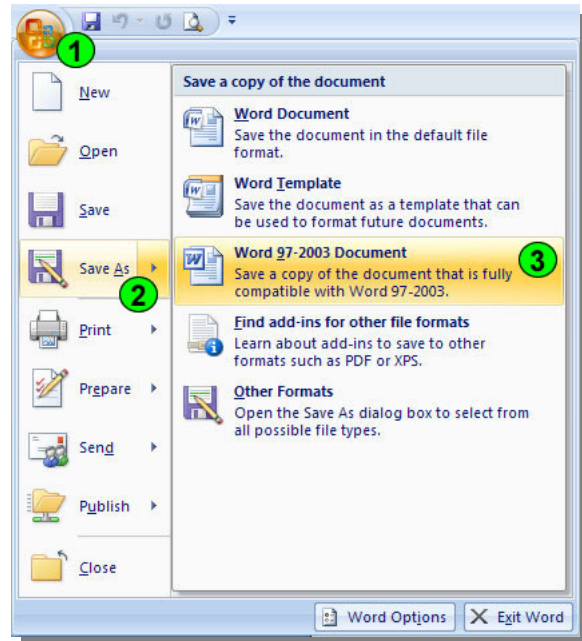 1
New
Open
Save
Save As
2
Print
Prepare
Send
Publish
Close
Save a copy of the document
Word Document
Save the document in the default file
format.
Word Template
Save the document as a template that can
be used to format future documents.
Word 97-2003 Document
3
Save a copy of the document that is fully
compatible with Word 97-2003.
Find add-ins for other file formats
Learn about add-ins to save to other
formats such as PDF or XPS.
Other Formats
Open the Save As dialog box to select from
all possible file types.
Word Options
Exit Word